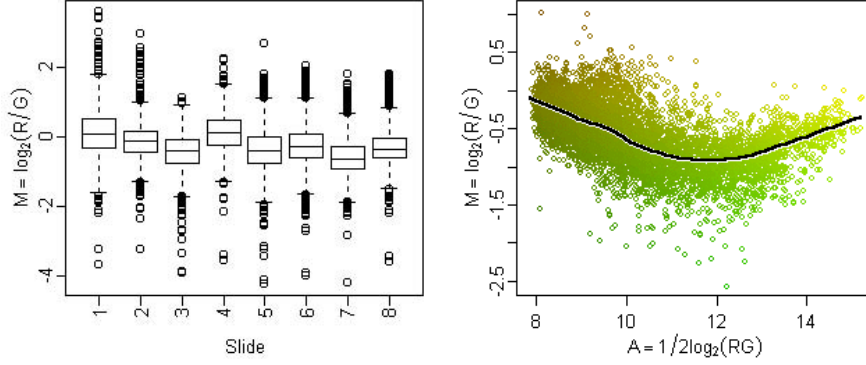 M = log₂(R/G)
2
0
-2
-4
1 2 3 4 5 6 7 8
Slide
M = log₂(R/G)
0.5
-0.5
-1.5
-2.5
8 10 12 14
A = 1/2log₂(RG)